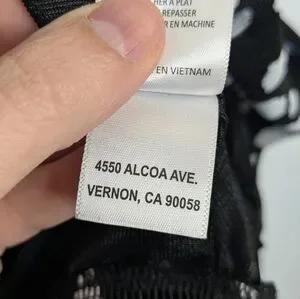 HER À PLAT
REPASSER
ER EN MACHINE
EN VIETNAM
4550 ALCOA AVE.
VERNON, CA 90058